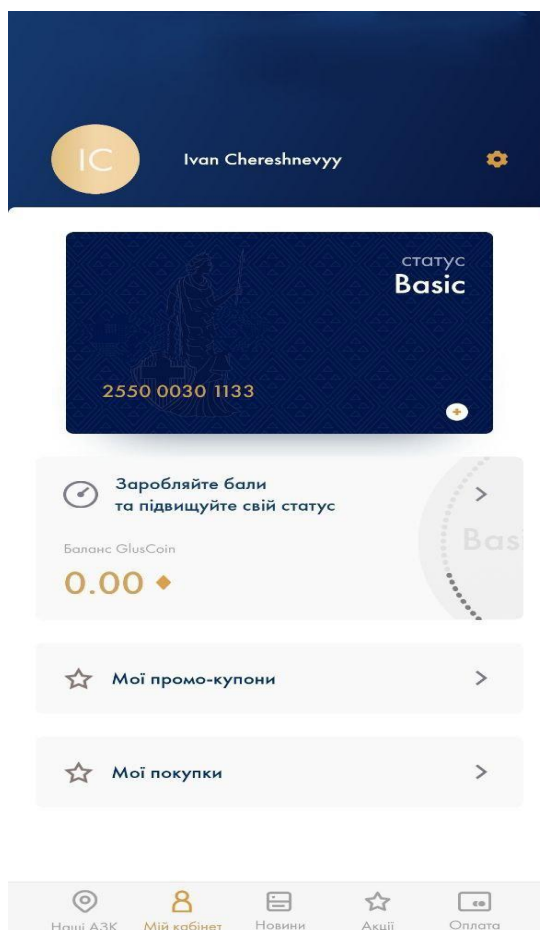 IC
Ivan Chereshnevyy
статус
Basic
2550 0030 1133
Заробляйте бали
та підвищуйте свій статус
Баланс GlusCoin
Bas
0.00
Мої промо-купони
Мої покупки
Наші АЗК
Мій кабінет
Новини
Акції
Оплата